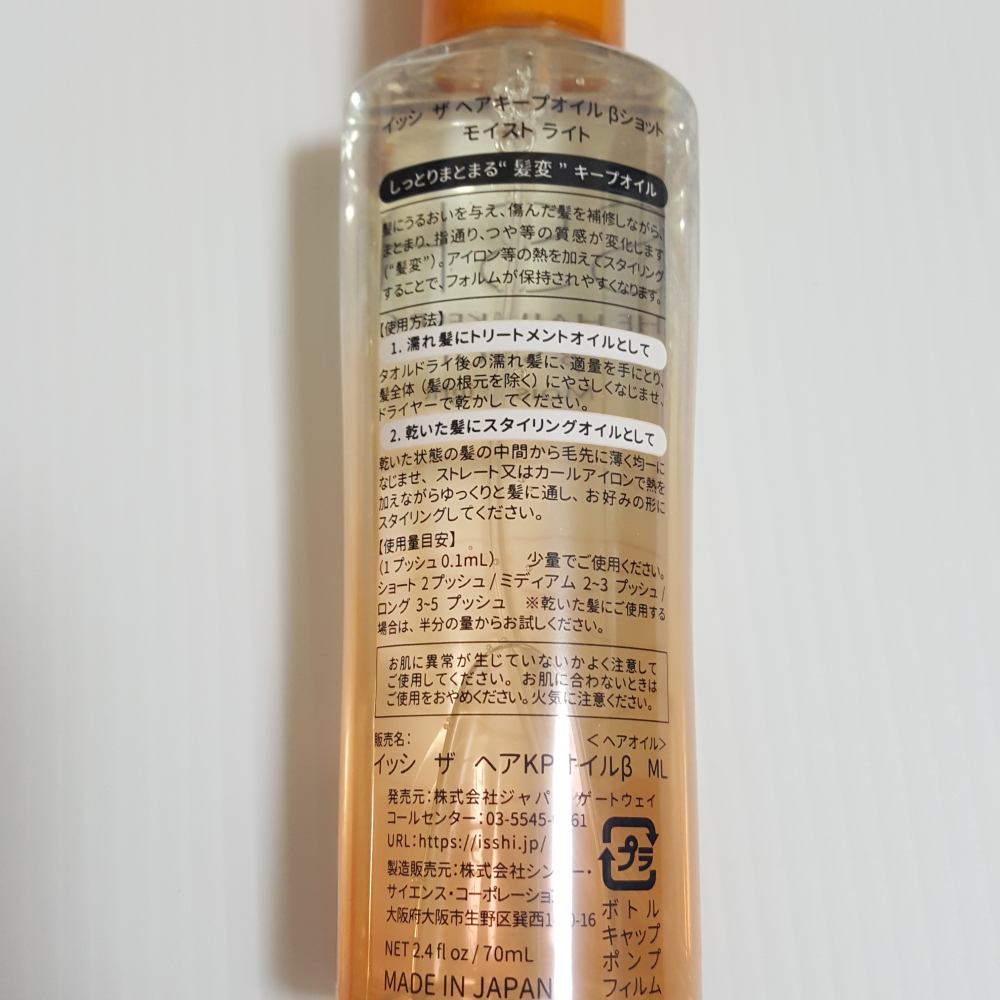 イッシ ザ ヘアキープオイル βショット
モイスト ライト
しっとりまとまる“髪変”キープオイル
髪にうるおいを与え、傷んだ髪を補修しながら、
まとまり、指通り、つや等の質感が変化します
(“髪変”)。アイロン等の熱を加えてスタイリング
することで、フォルムが保持されやすくなります。
【使用方法】
1. 濡れ髪にトリートメントオイルとして
タオルドライ後の濡れ髪に、適量を手にとり、
髪全体(髪の根元を除く)にやさしくなじませ、
ドライヤーで乾かしてください。
2. 乾いた髪にスタイリングオイルとして
乾いた状態の髪の中間から毛先に薄く均一に
なじませ、ストレート又はカールアイロンで熱を
加えながらゆっくりと髪に通し、お好みの形に
スタイリングしてください。
【使用量目安】
(1プッシュ0.1mL) 少量でご使用ください。
ショート 2プッシュ / ミディアム 2~3 プッシュ /
ロング 3~5 プッシュ ※乾いた髪にご使用する
場合は、半分の量からお試しください。
お肌に異常が生じていないかよく注意して
ご使用してください。お肌に合わないときは
ご使用をおやめください。火気に注意ください。
販売名: <ヘアオイル>
イッシ ザ ヘアKPオイルβ ML
発売元:株式会社ジャパンゲートウェイ
コールセンター:03-5545-
URL:https://isshi.jp/
製造販売元:株式会社シンー・
サイエンス・コーポレーション
大阪府大阪市生野区巽西
プラ
ボトル
キャップ
ポンプ
フィルム
NET 2.4 fl oz / 70mL
MADE IN JAPAN